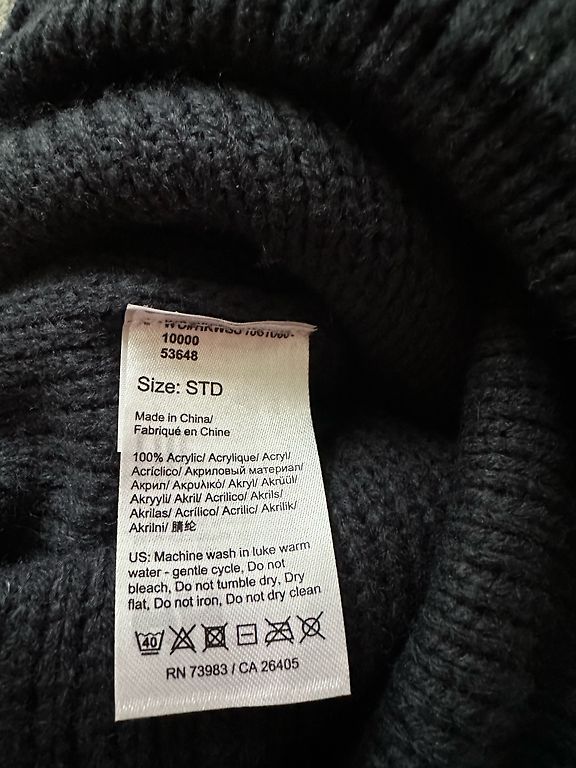 10000
53648
Size: STD
Made in China/
Fabriqué en Chine
100% Acrylic/ Acrylique/ Acryl/
Acríclico/ Акриловый материал/
Акрил/ Ακρυλικό/ Akryl/ Akrüül/
Akryyli/ Akril/ Acrilico/ Akrils/
Akrilas/ Acrílico/ Acrilic/ Akrilik/
Akrilni/ 腈纶
US: Machine wash in luke warm
water - gentle cycle, Do not
bleach, Do not tumble dry, Dry
flat, Do not iron, Do not dry clean
40
RN 73983 / CA 26405